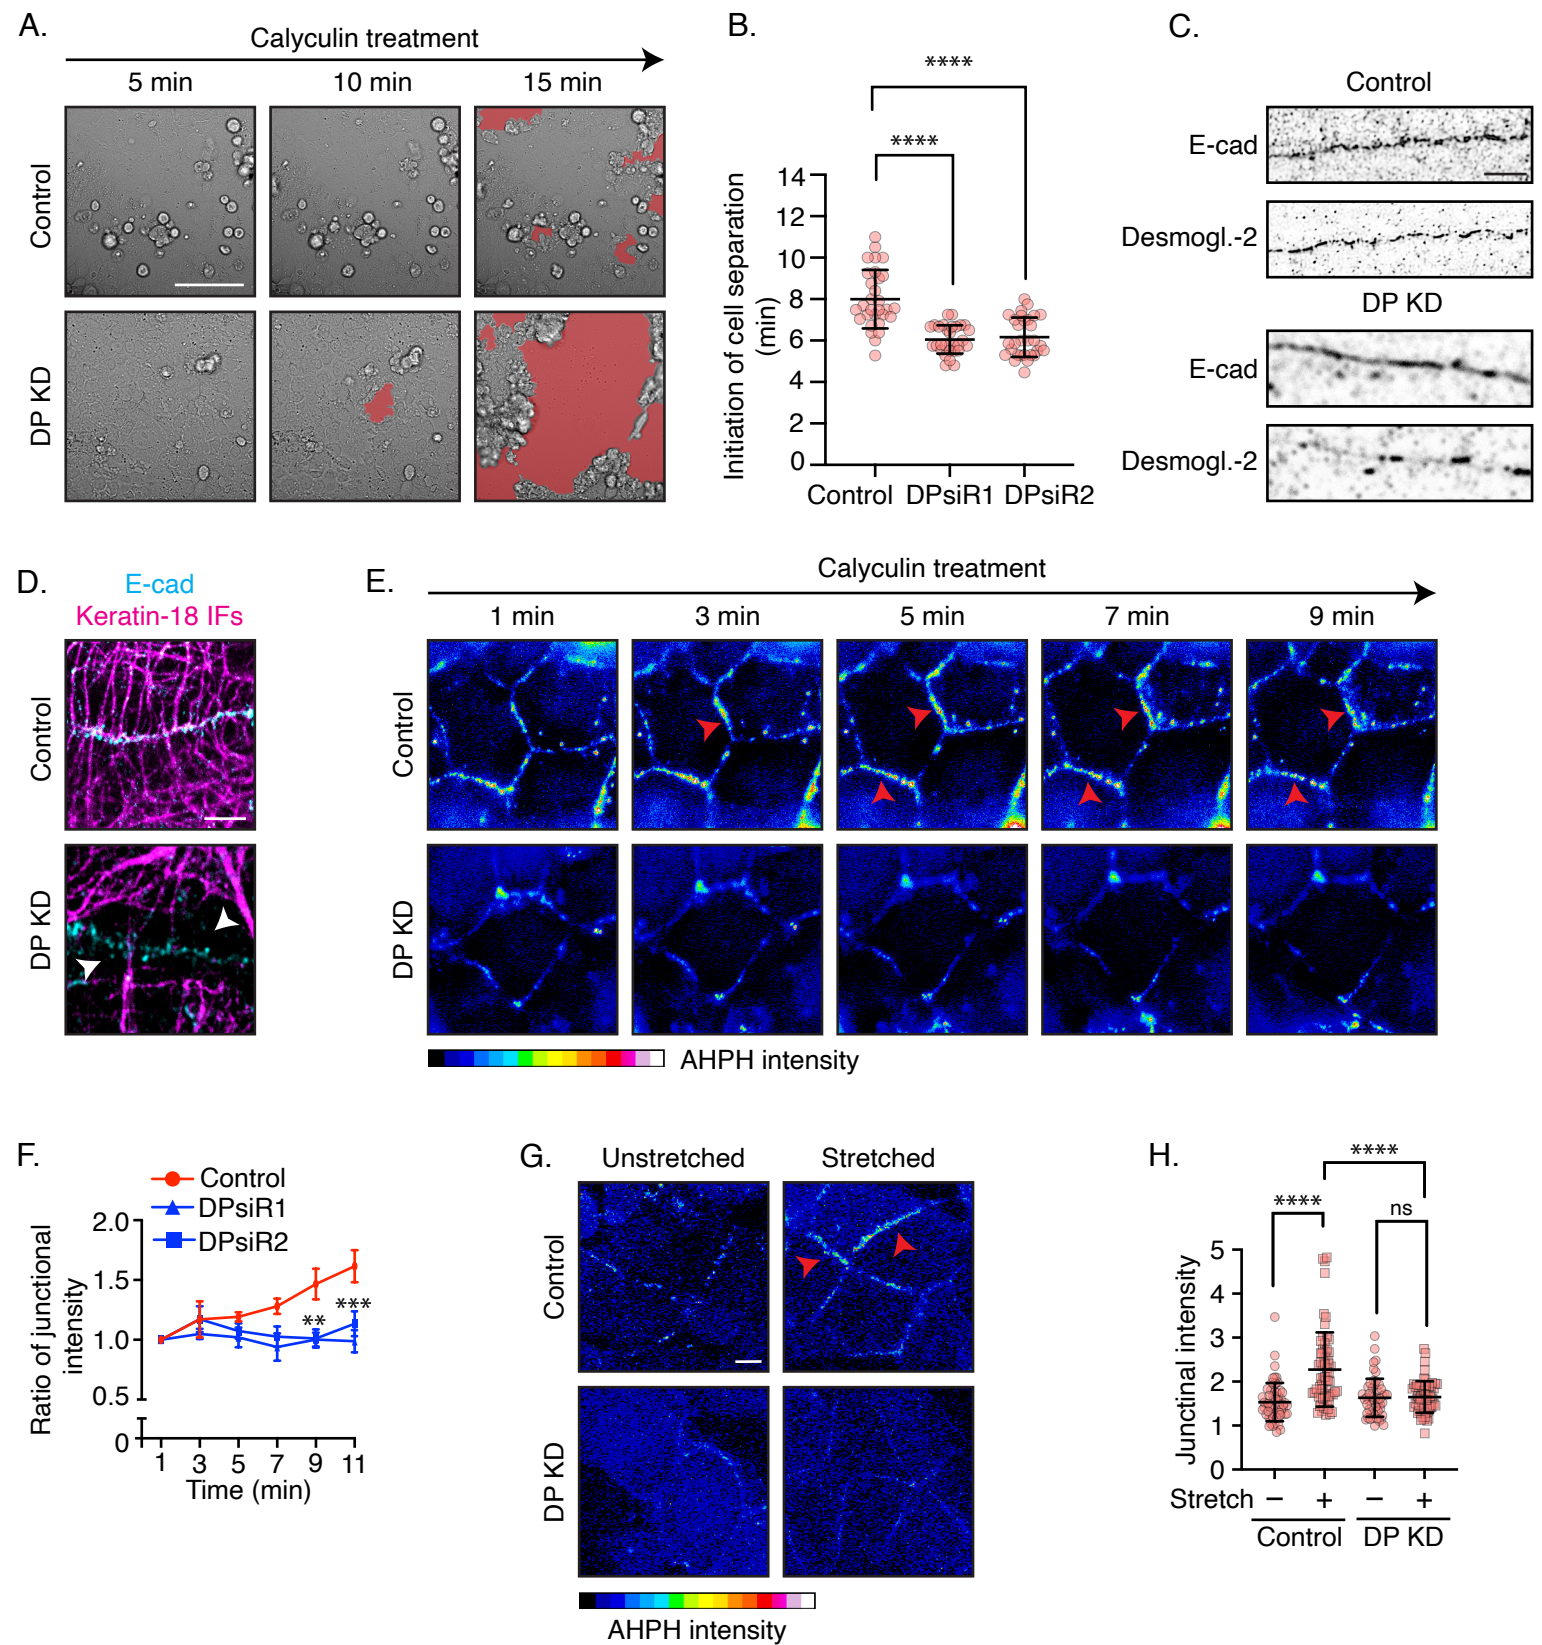 A.
Calyculin treatment
5 min 10 min 15 min
Control
DP KD
B.
****
****
Initiation of cell separation
(min)
14
12
10
8
6
4
2
0
Control DPsiR1 DPsiR2
C.
Control
E-cad
Desmogl.-2
DP KD
E-cad
Desmogl.-2
D.
E-cad
Keratin-18 IFs
Control
DP KD
E.
Calyculin treatment
1 min 3 min 5 min 7 min 9 min
Control
DP KD
AHPH intensity
F.
Control
DPsiR1
DPsiR2
Ratio of junctional
intensity
2.0
1.5
1.0
0.5
0
** ***
1 3 5 7 9 11
Time (min)
G.
Unstretched Stretched
Control
DP KD
AHPH intensity
H.
****
****
ns
Junctinal intensity
5
4
3
2
1
0
Stretch − + − +
Control DP KD